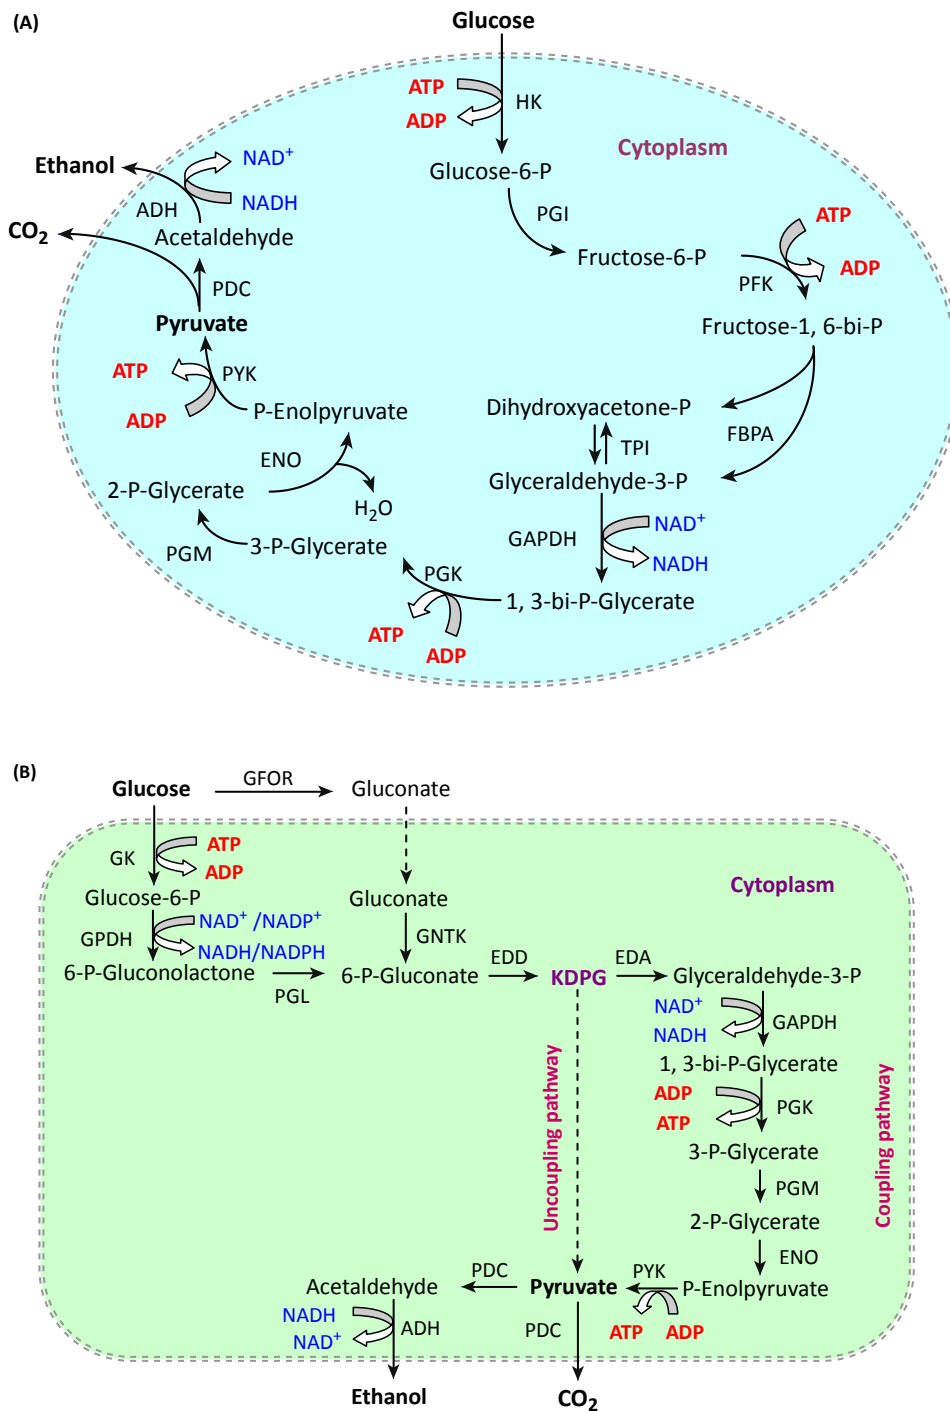 (A)
Glucose
ATP
HK
ADP
Cytoplasm
Glucose-6-P
PGI
Fructose-6-P
ATP
PFK
ADP
Fructose-1, 6-bi-P
FBPA
Dihydroxyacetone-P
TPI
Glyceraldehyde-3-P
GAPDH
NAD⁺
NADH
1, 3-bi-P-Glycerate
PGK
ATP
ADP
3-P-Glycerate
PGM
2-P-Glycerate
ENO
H₂O
P-Enolpyruvate
PYK
ATP
ADP
Pyruvate
PDC
CO₂
Acetaldehyde
ADH
NAD⁺
NADH
Ethanol
(B)
Glucose
GFOR
Gluconate
GK
ATP
ADP
Glucose-6-P
Gluconate
Cytoplasm
GPDH
NAD⁺ /NADP⁺
NADH/NADPH
GNTK
6-P-Gluconolactone
PGL
6-P-Gluconate
EDD
KDPG
EDA
Glyceraldehyde-3-P
NAD⁺
NADH
GAPDH
1, 3-bi-P-Glycerate
ADP
ATP
PGK
3-P-Glycerate
PGM
2-P-Glycerate
ENO
P-Enolpyruvate
Uncoupling pathway
Coupling pathway
PYK
ATP
ADP
Pyruvate
PDC
Acetaldehyde
NADH
NAD⁺
ADH
PDC
Ethanol
CO₂